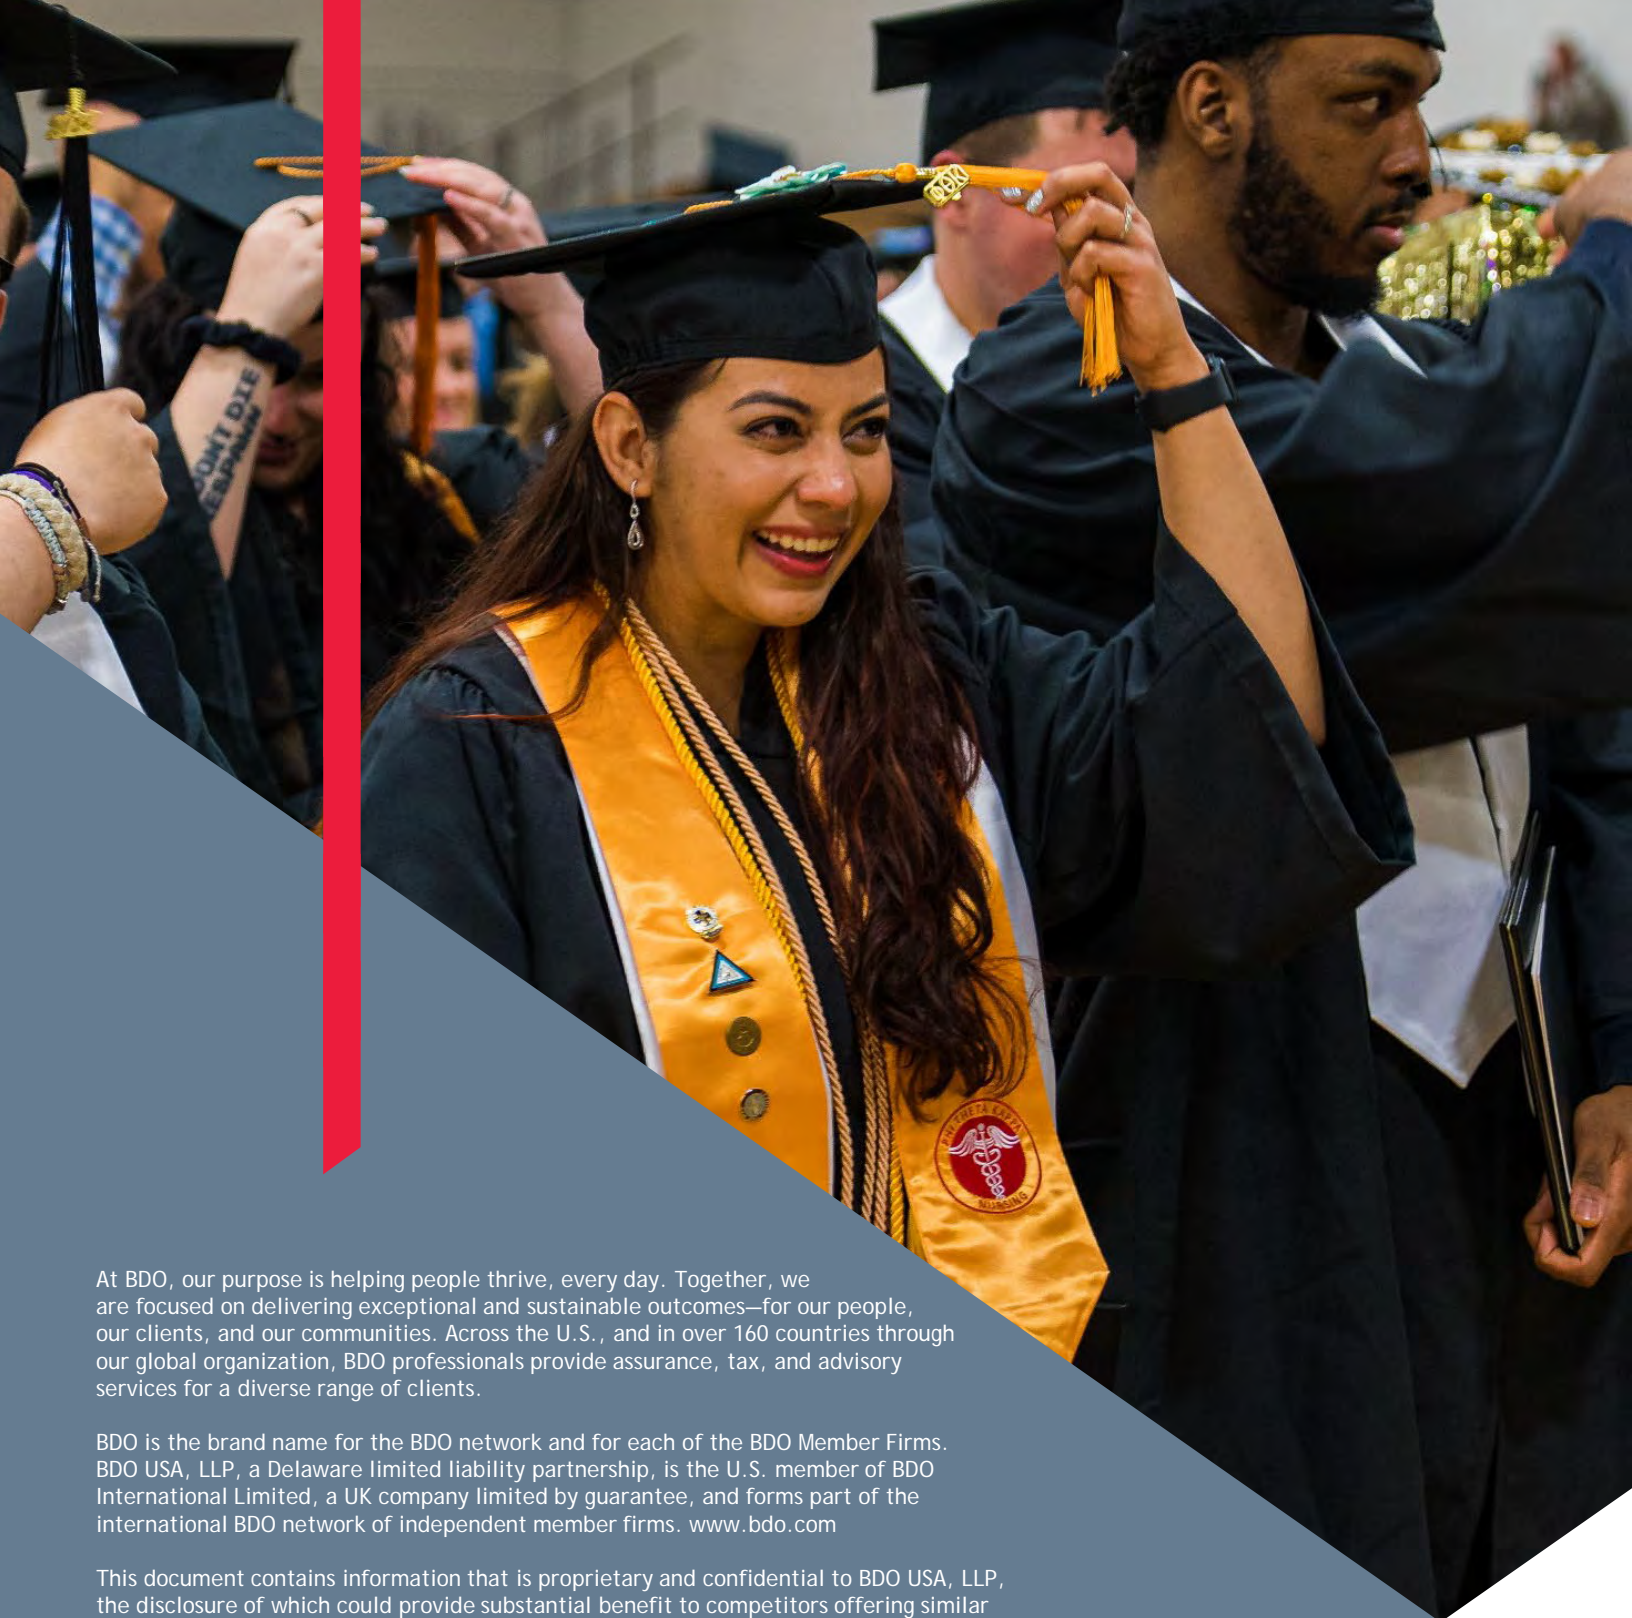 DON'T DIE
PHI THETA KAPPA
NURSING
At BDO, our purpose is helping people thrive, every day. Together, we
are focused on delivering exceptional and sustainable outcomes—for our people,
our clients, and our communities. Across the U.S., and in over 160 countries through
our global organization, BDO professionals provide assurance, tax, and advisory
services for a diverse range of clients.
BDO is the brand name for the BDO network and for each of the BDO Member Firms.
BDO USA, LLP, a Delaware limited liability partnership, is the U.S. member of BDO
International Limited, a UK company limited by guarantee, and forms part of the
international BDO network of independent member firms. www.bdo.com
This document contains information that is proprietary and confidential to BDO USA, LLP,
the disclosure of which could provide substantial benefit to competitors offering similar